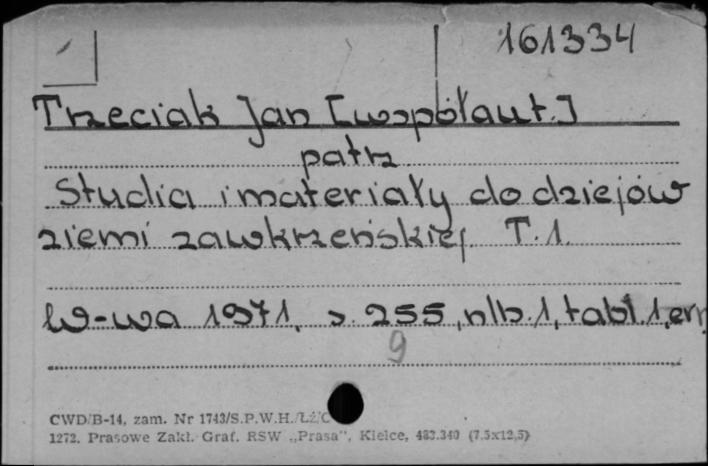 161334
Trzeciak Jan [współaut.]
patrz
Studia i materiały do dziejów
ziemi zawkrzeńskiej T. 1.
W-wa 1971, s. 255, nlb. 1, tabl. 1, err
9
CWD/B-14, zam. Nr 1743/S.P.W.H./ŁŻ/C
1272. Prasowe Zakł. Graf. RSW „Prasa”, Kielce, 483.340 (7.5x12,5)